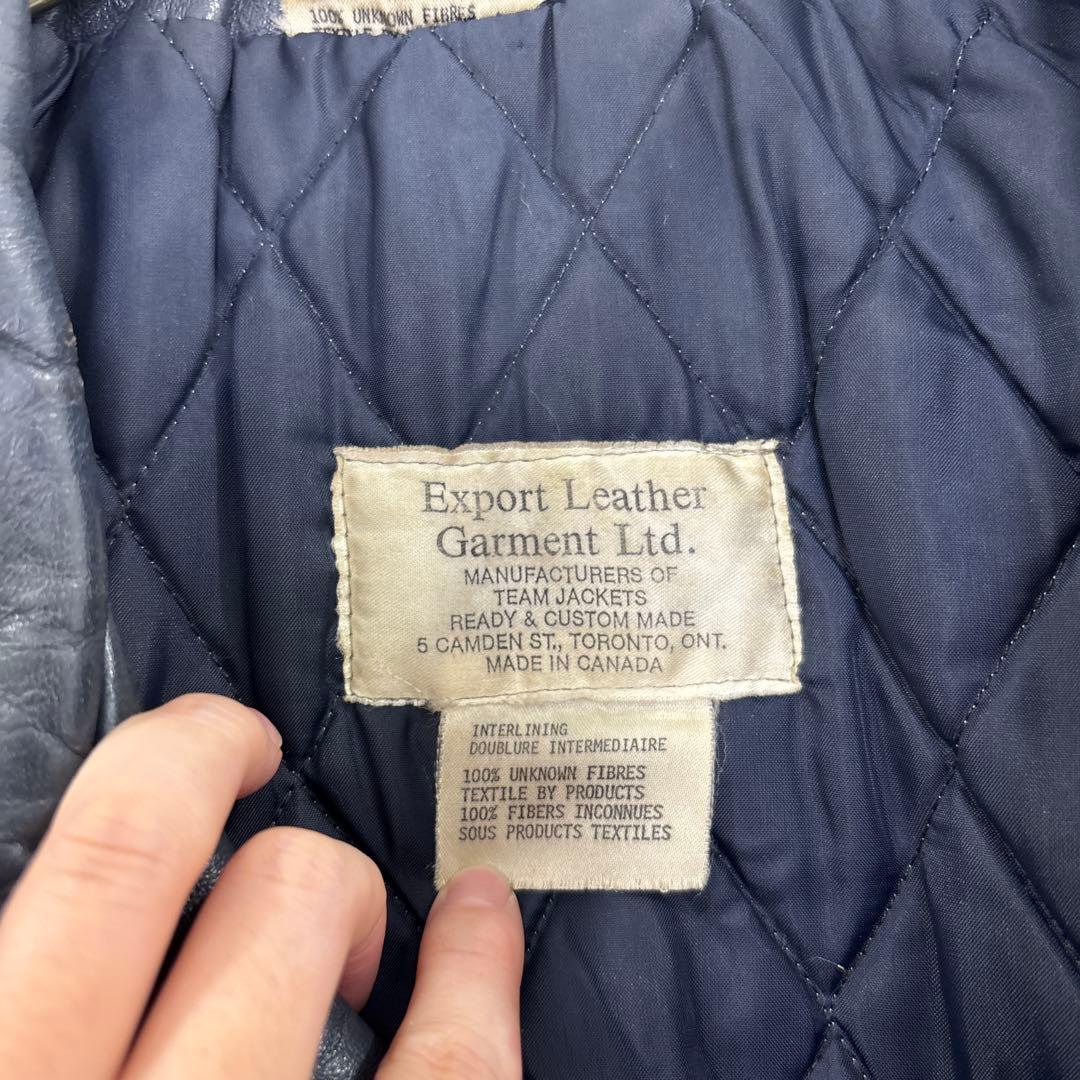 100% UNKNOWN FIBRES
Export Leather
Garment Ltd.
MANUFACTURERS OF
TEAM JACKETS
READY & CUSTOM MADE
5 CAMDEN ST., TORONTO, ONT.
MADE IN CANADA
INTERLINING
DOUBLURE INTERMEDIAIRE
100% UNKNOWN FIBRES
TEXTILE BY PRODUCTS
100% FIBERS INCONNUES
SOUS PRODUCTS TEXTILES